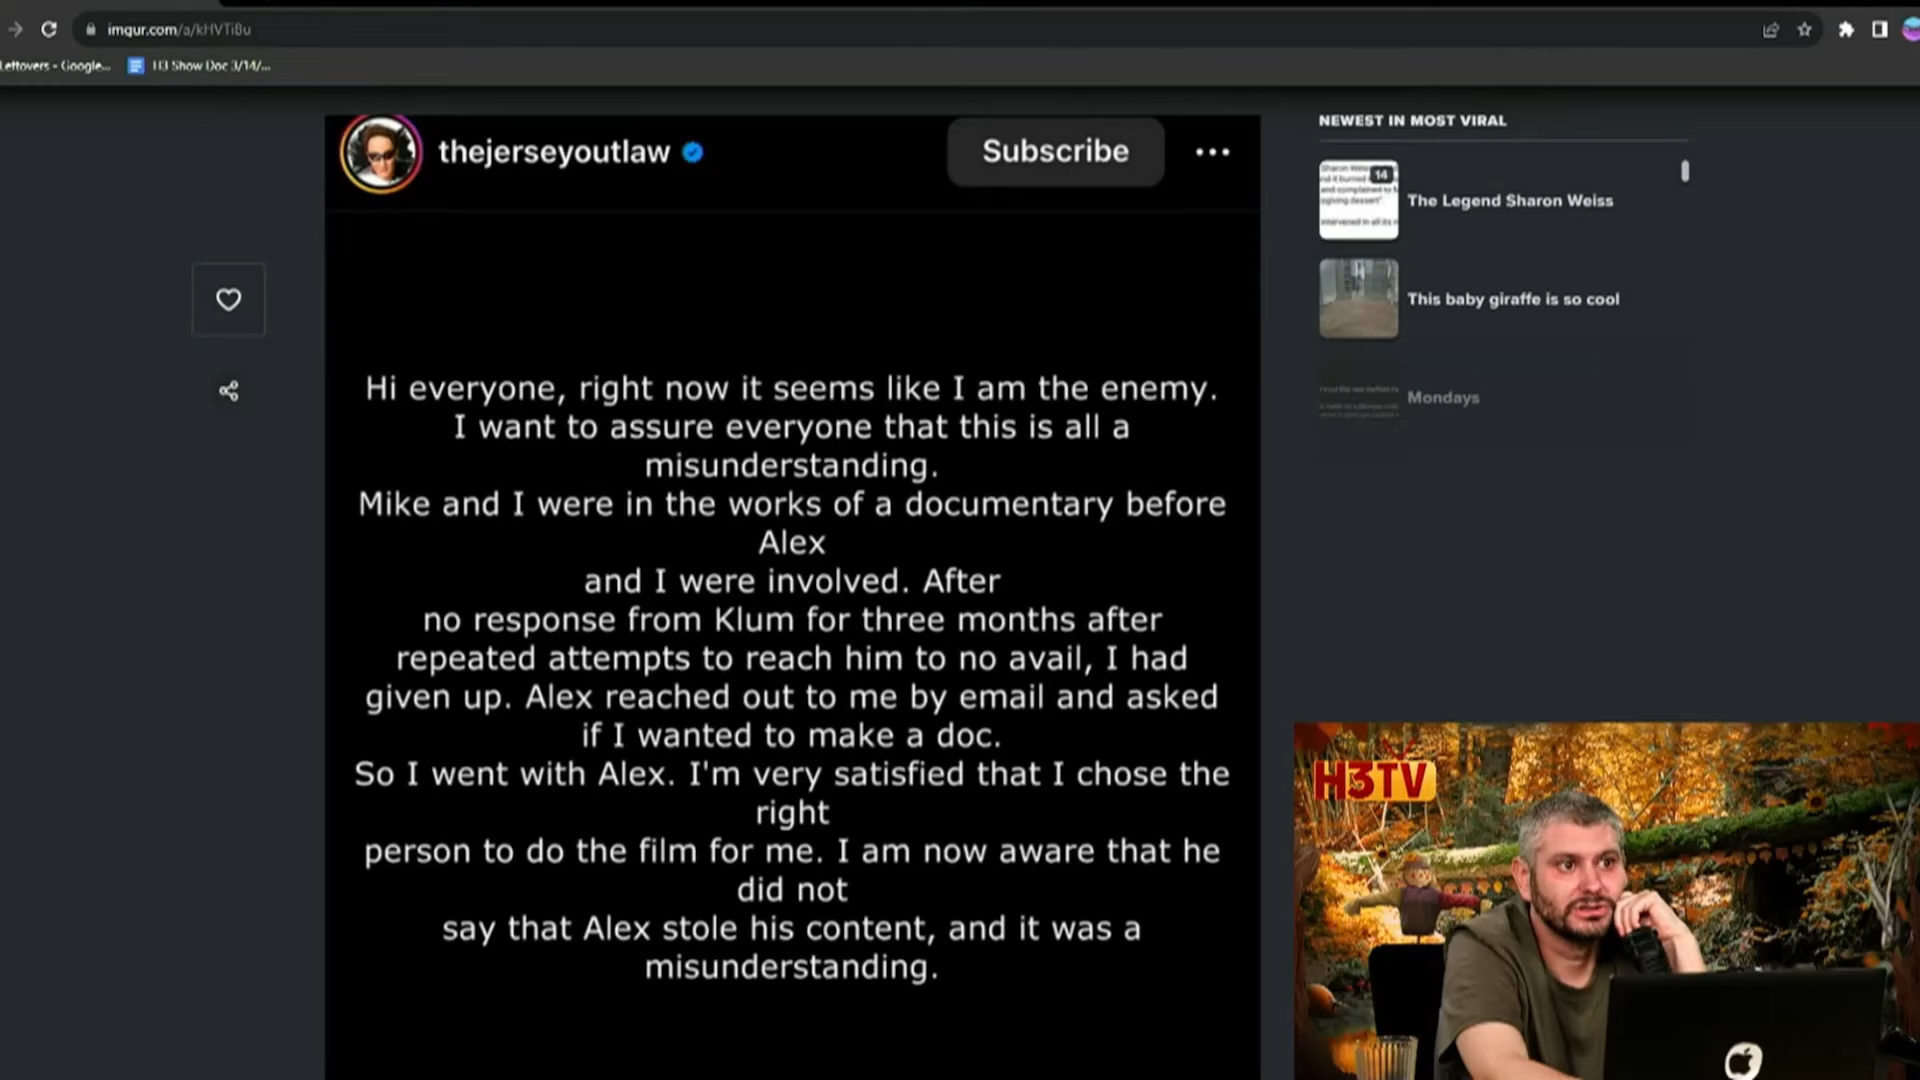 imgur.com/a/kHVTiBu
Leftovers - Google...
H3 Show Doc 3/14/...
thejerseyoutlaw
Subscribe
Hi everyone, right now it seems like I am the enemy.
I want to assure everyone that this is all a
misunderstanding.
Mike and I were in the works of a documentary before
Alex
and I were involved. After
no response from Klum for three months after
repeated attempts to reach him to no avail, I had
given up. Alex reached out to me by email and asked
if I wanted to make a doc.
So I went with Alex. I'm very satisfied that I chose the
right
person to do the film for me. I am now aware that he
did not
say that Alex stole his content, and it was a
misunderstanding.
NEWEST IN MOST VIRAL
14
The Legend Sharon Weiss
This baby giraffe is so cool
Mondays
H3TV